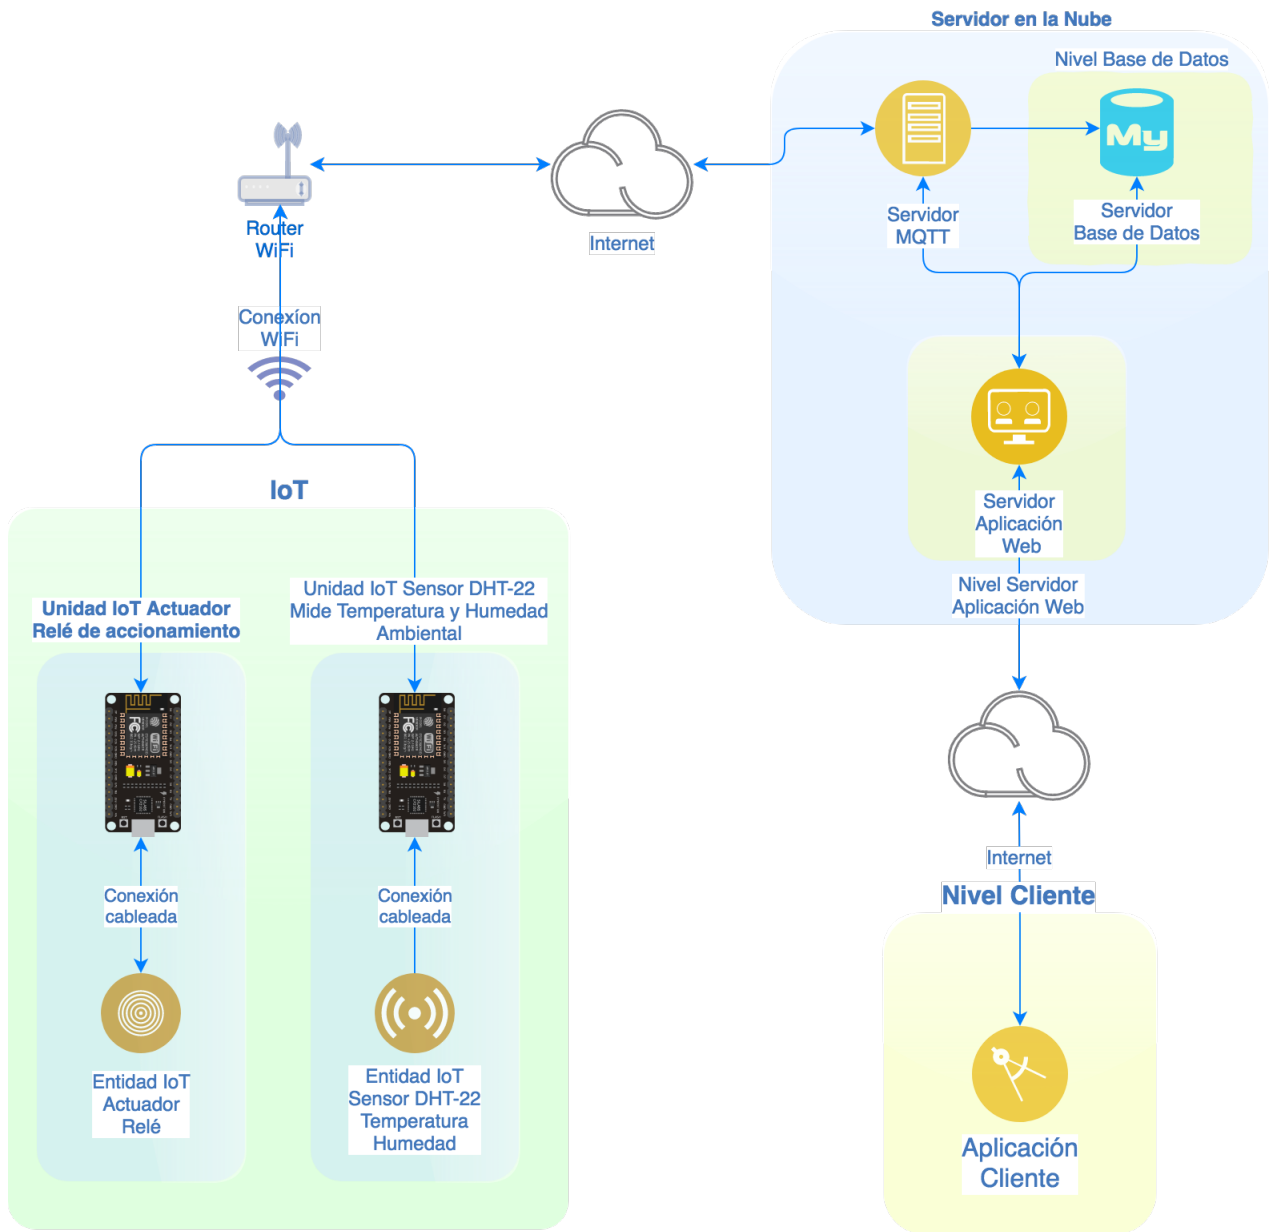 Servidor en la Nube
Nivel Base de Datos
My
Servidor
MQTT
Servidor
Base de Datos
Router
WiFi
Internet
Conexíon
WiFi
IoT
Servidor
Aplicación
Web
Nivel Servidor
Aplicación Web
Unidad IoT Actuador
Relé de accionamiento
Unidad IoT Sensor DHT-22
Mide Temperatura y Humedad
Ambiental
Conexión
cableada
Conexión
cableada
Internet
Nivel Cliente
Entidad IoT
Actuador
Relé
Entidad IoT
Sensor DHT-22
Temperatura
Humedad
Aplicación
Cliente